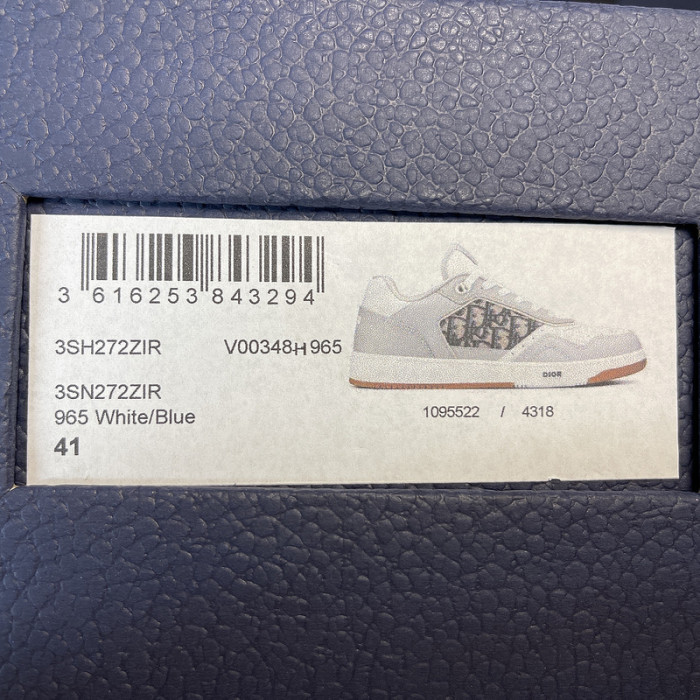 3 616253 843294
3SH272ZIR V00348H965
3SN272ZIR
965 White/Blue
41
DIOR
1095522 / 4318